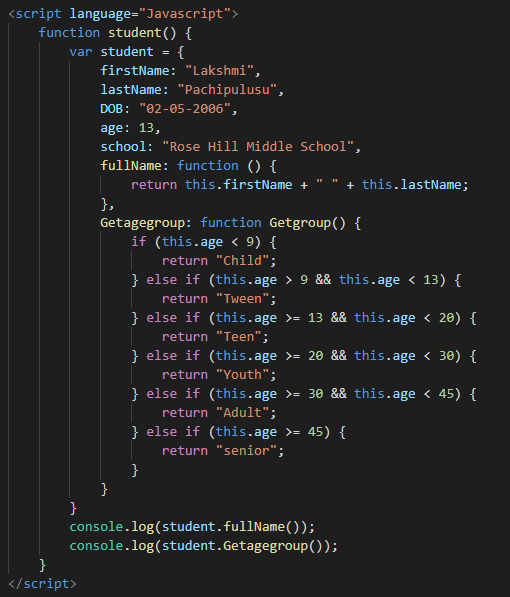 <script language="Javascript">
    function student() {
        var student = {
            firstName: "Lakshmi",
            lastName: "Pachipulusu",
            DOB: "02-05-2006",
            age: 13,
            school: "Rose Hill Middle School",
            fullName: function () {
                return this.firstName + " " + this.lastName;
            },
            Getagegroup: function Getgroup() {
                if (this.age < 9) {
                    return "Child";
                } else if (this.age > 9 && this.age < 13) {
                    return "Tween";
                } else if (this.age >= 13 && this.age < 20) {
                    return "Teen";
                } else if (this.age >= 20 && this.age < 30) {
                    return "Youth";
                } else if (this.age >= 30 && this.age < 45) {
                    return "Adult";
                } else if (this.age >= 45) {
                    return "senior";
                }
            }
        }
        console.log(student.fullName());
        console.log(student.Getagegroup());
    }
</script>